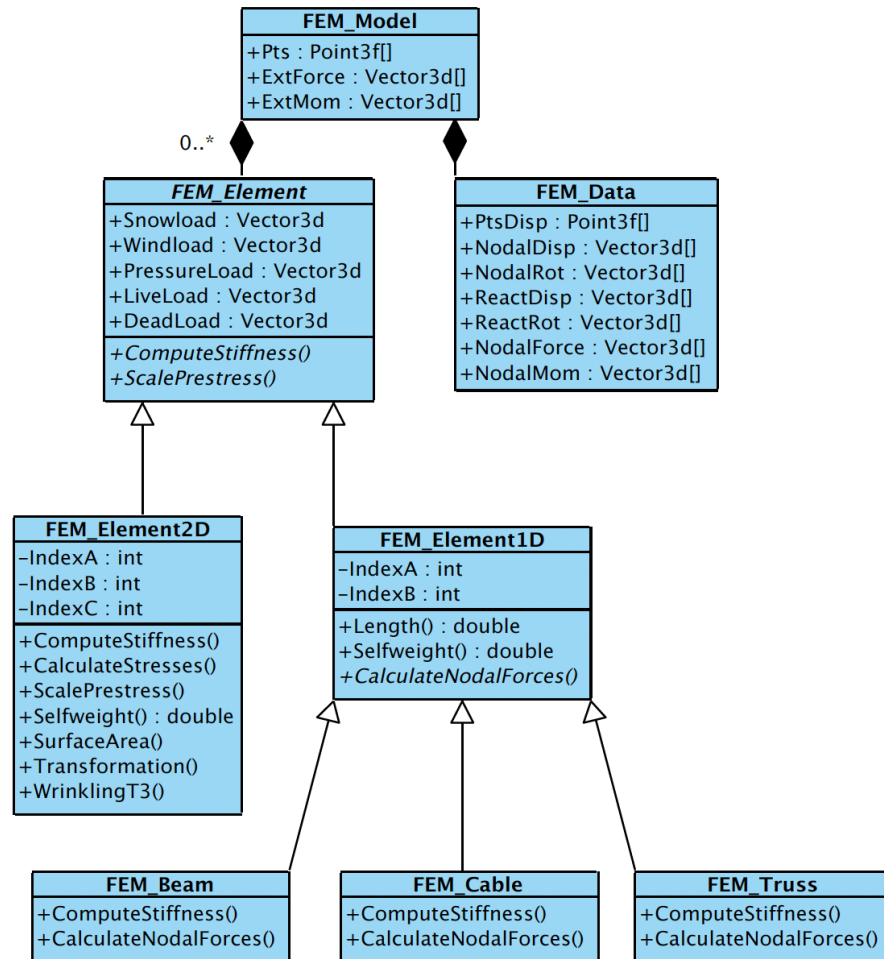 FEM_Model
+Pts : Point3f[]
+ExtForce : Vector3d[]
+ExtMom : Vector3d[]
0..*
FEM_Element
+Snowload : Vector3d
+Windload : Vector3d
+PressureLoad : Vector3d
+LiveLoad : Vector3d
+DeadLoad : Vector3d
+ComputeStiffness()
+ScalePrestress()
FEM_Data
+PtsDisp : Point3f[]
+NodalDisp : Vector3d[]
+NodalRot : Vector3d[]
+ReactDisp : Vector3d[]
+ReactRot : Vector3d[]
+NodalForce : Vector3d[]
+NodalMom : Vector3d[]
FEM_Element2D
-IndexA : int
-IndexB : int
-IndexC : int
+ComputeStiffness()
+CalculateStresses()
+ScalePrestress()
+Selfweight() : double
+SurfaceArea()
+Transformation()
+WrinklingT3()
FEM_Element1D
-IndexA : int
-IndexB : int
+Length() : double
+Selfweight() : double
+CalculateNodalForces()
FEM_Beam
+ComputeStiffness()
+CalculateNodalForces()
FEM_Cable
+ComputeStiffness()
+CalculateNodalForces()
FEM_Truss
+ComputeStiffness()
+CalculateNodalForces()